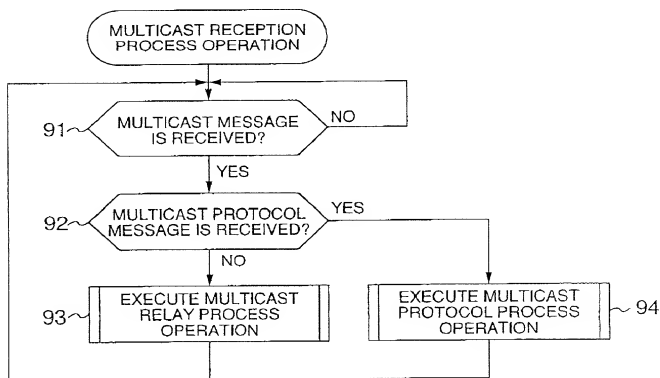 MULTICAST RECEPTION
PROCESS OPERATION
91
MULTICAST MESSAGE
IS RECEIVED?
NO
YES
92
MULTICAST PROTOCOL
MESSAGE IS RECEIVED?
YES
NO
93
EXECUTE MULTICAST
RELAY PROCESS
OPERATION
EXECUTE MULTICAST
PROTOCOL PROCESS
OPERATION
94